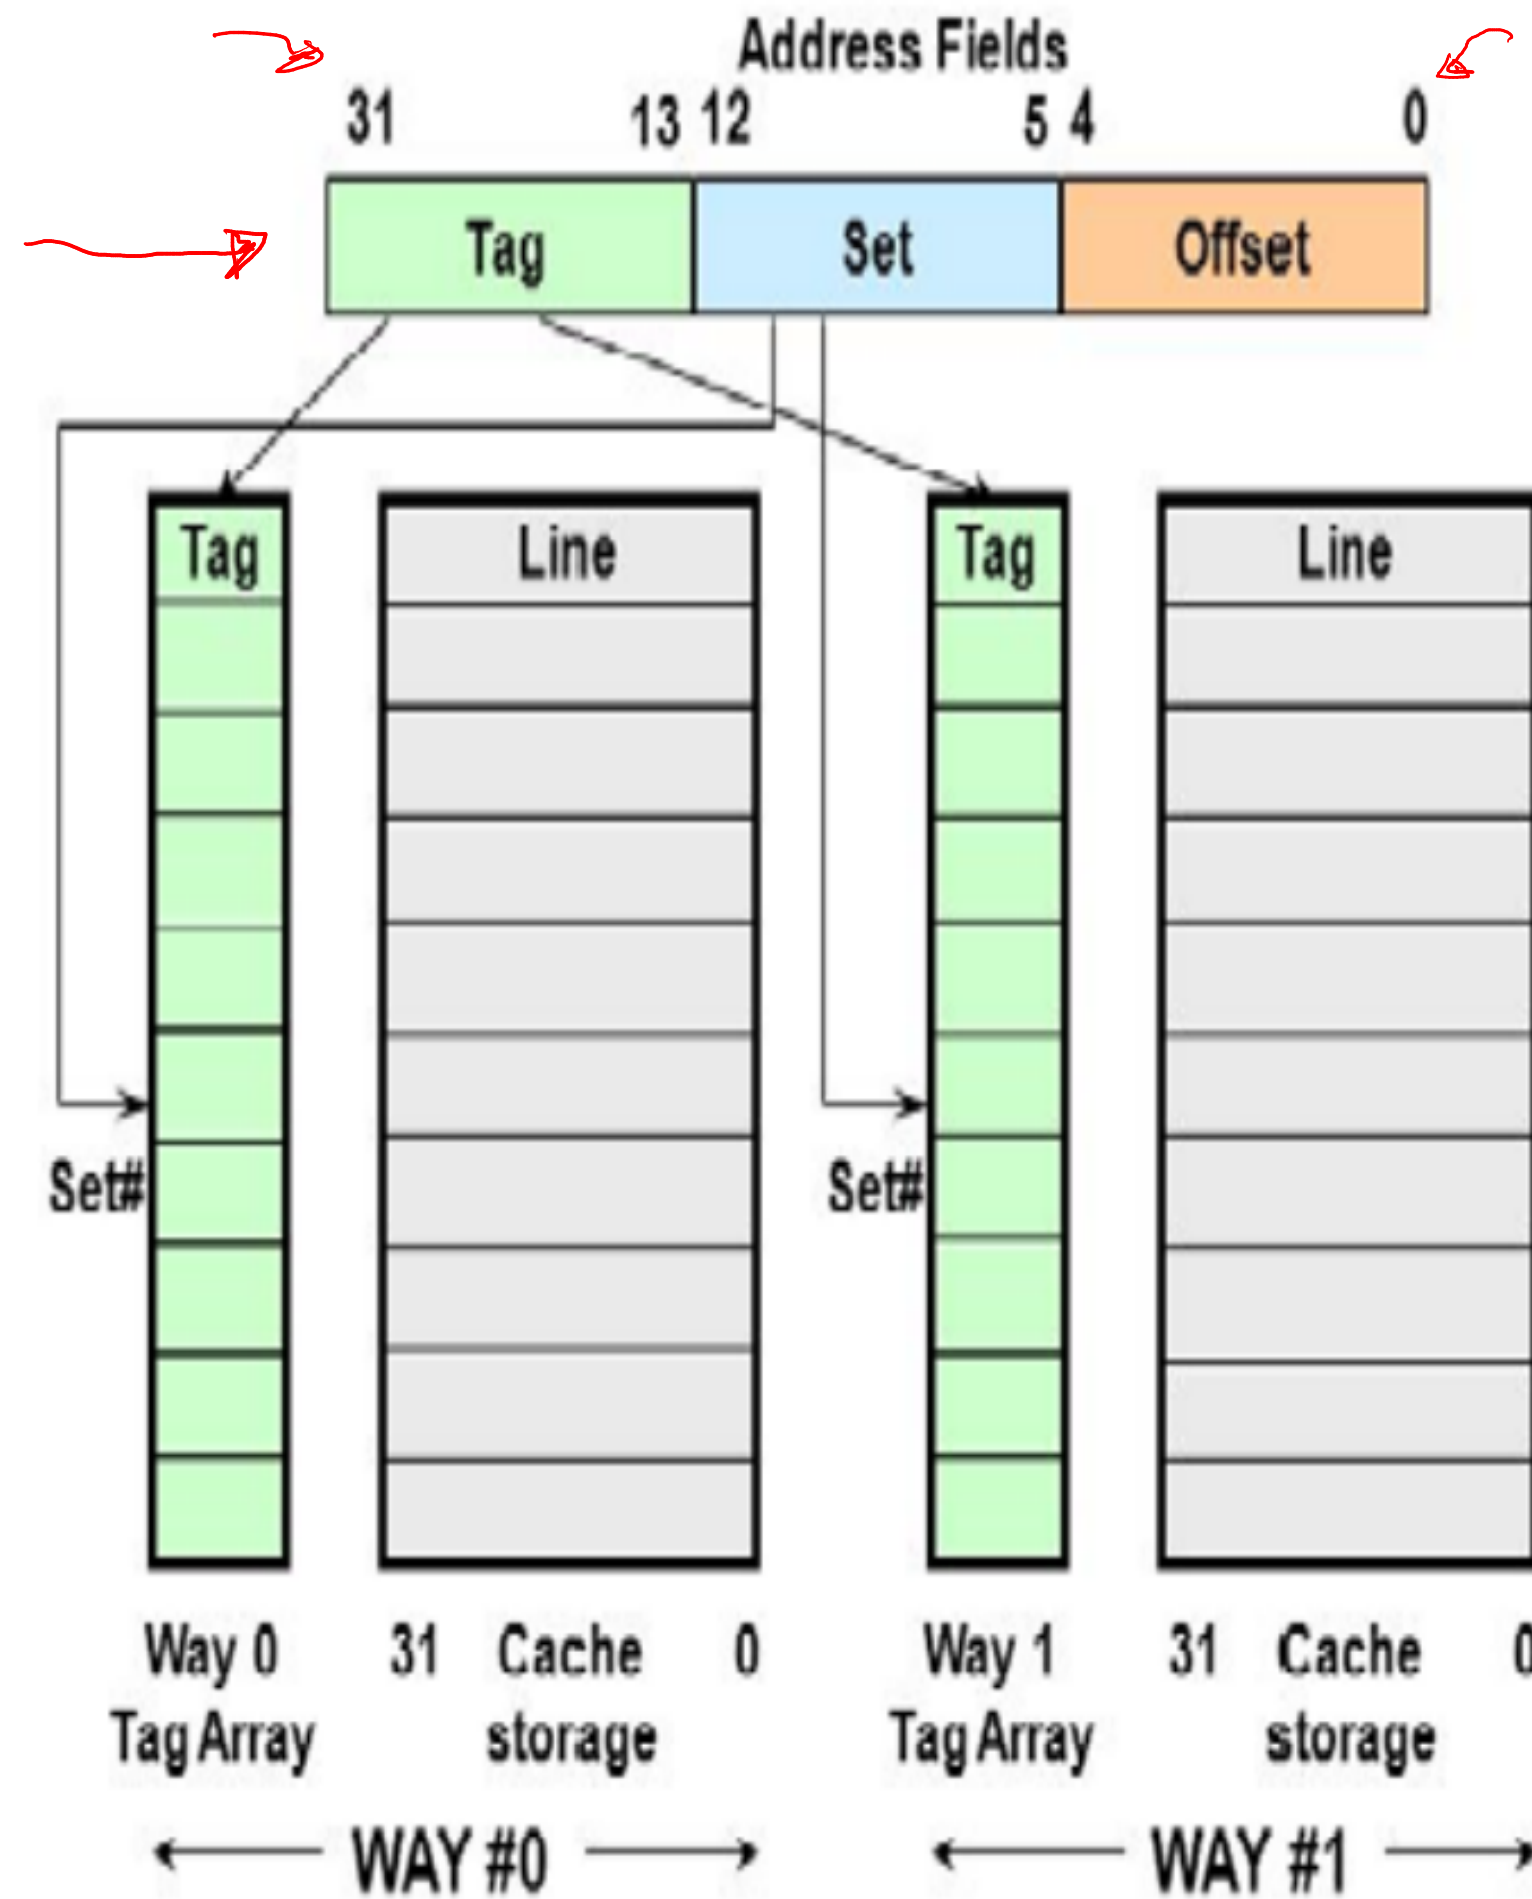 Address Fields
31 13 12 5 4 0
Tag Set Offset
Tag Line Tag Line
Set# Set#
Way 0 31 Cache 0 Way 1 31 Cache 0
Tag Array storage Tag Array storage
WAY #0 WAY #1